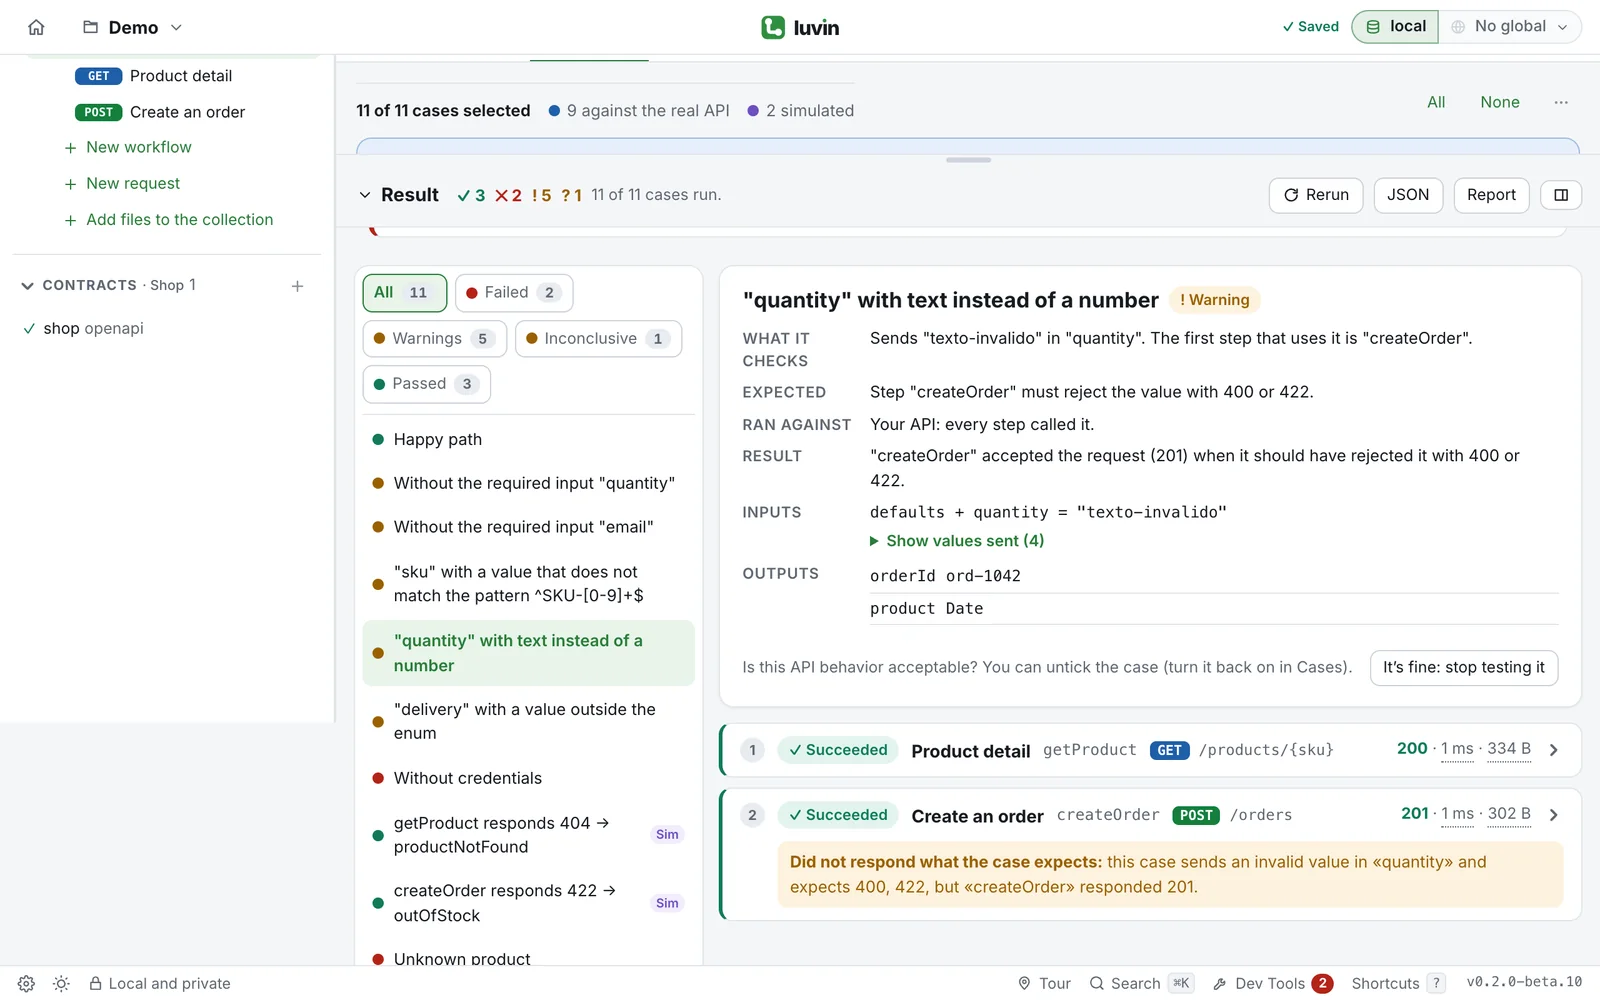 Demo
luvin
Saved
local
No global
GET Product detail
POST Create an order
+ New workflow
+ New request
+ Add files to the collection
CONTRACTS · Shop 1 +
shop openapi
11 of 11 cases selected 9 against the real API 2 simulated
All None ···
Result 3 2 ! 5 ? 1 11 of 11 cases run.
Rerun JSON Report
All 11 Failed 2
Warnings 5 Inconclusive 1
Passed 3
Happy path
Without the required input "quantity"
Without the required input "email"
"sku" with a value that does not
match the pattern ^SKU-[0-9]+$
"quantity" with text instead of a
number
"delivery" with a value outside the
enum
Without credentials
getProduct responds 404 →
productNotFound
Sim
createOrder responds 422 →
outOfStock
Sim
Unknown product
"quantity" with text instead of a number ! Warning
WHAT IT
CHECKS
Sends "texto-invalido" in "quantity". The first step that uses it is "createOrder".
EXPECTED Step "createOrder" must reject the value with 400 or 422.
RAN AGAINST Your API: every step called it.
RESULT "createOrder" accepted the request (201) when it should have rejected it with 400 or
422.
INPUTS defaults + quantity = "texto-invalido"
Show values sent (4)
OUTPUTS orderId ord-1042
product Date
Is this API behavior acceptable? You can untick the case (turn it back on in Cases). It's fine: stop testing it
1 Succeeded Product detail getProduct GET /products/{sku} 200 · 1 ms · 334 B
2 Succeeded Create an order createOrder POST /orders 201 · 1 ms · 302 B
Did not respond what the case expects: this case sends an invalid value in «quantity» and
expects 400, 422, but «createOrder» responded 201.
Local and private
Tour Search ⌘K Dev Tools 2 Shortcuts ? v0.2.0-beta.10